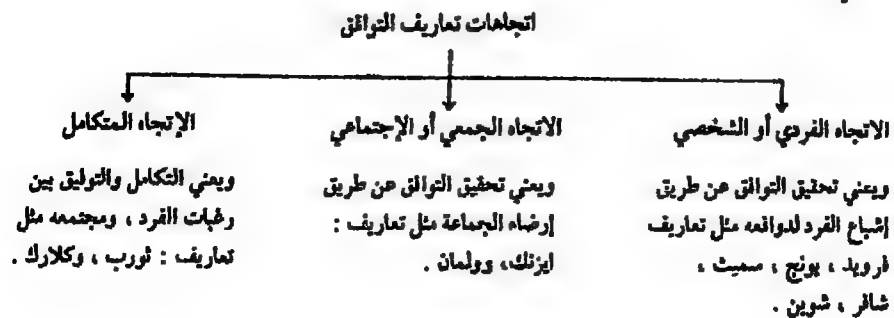 اتجاهات تعاريف التوافق
الاتجاه الفردي أو الشخصي
ويعني تحقيق التوافق عن طريق
إشباع الفرد لدوافعه مثل تعاريف
فرويد ، يونج ، سميث ،
شافر ، شوبن .
الاتجاه الجمعي أو الإجتماعي
ويعني تحقيق التوافق عن طريق
إرضاء الجماعة مثل تعاريف :
ايزنك، وولمان .
الإتجاه المتكامل
ويعني التكامل والتوفيق بين
رغبات الفرد ، ومجتمعه مثل
تعاريف : ثورب ، وكلارك .